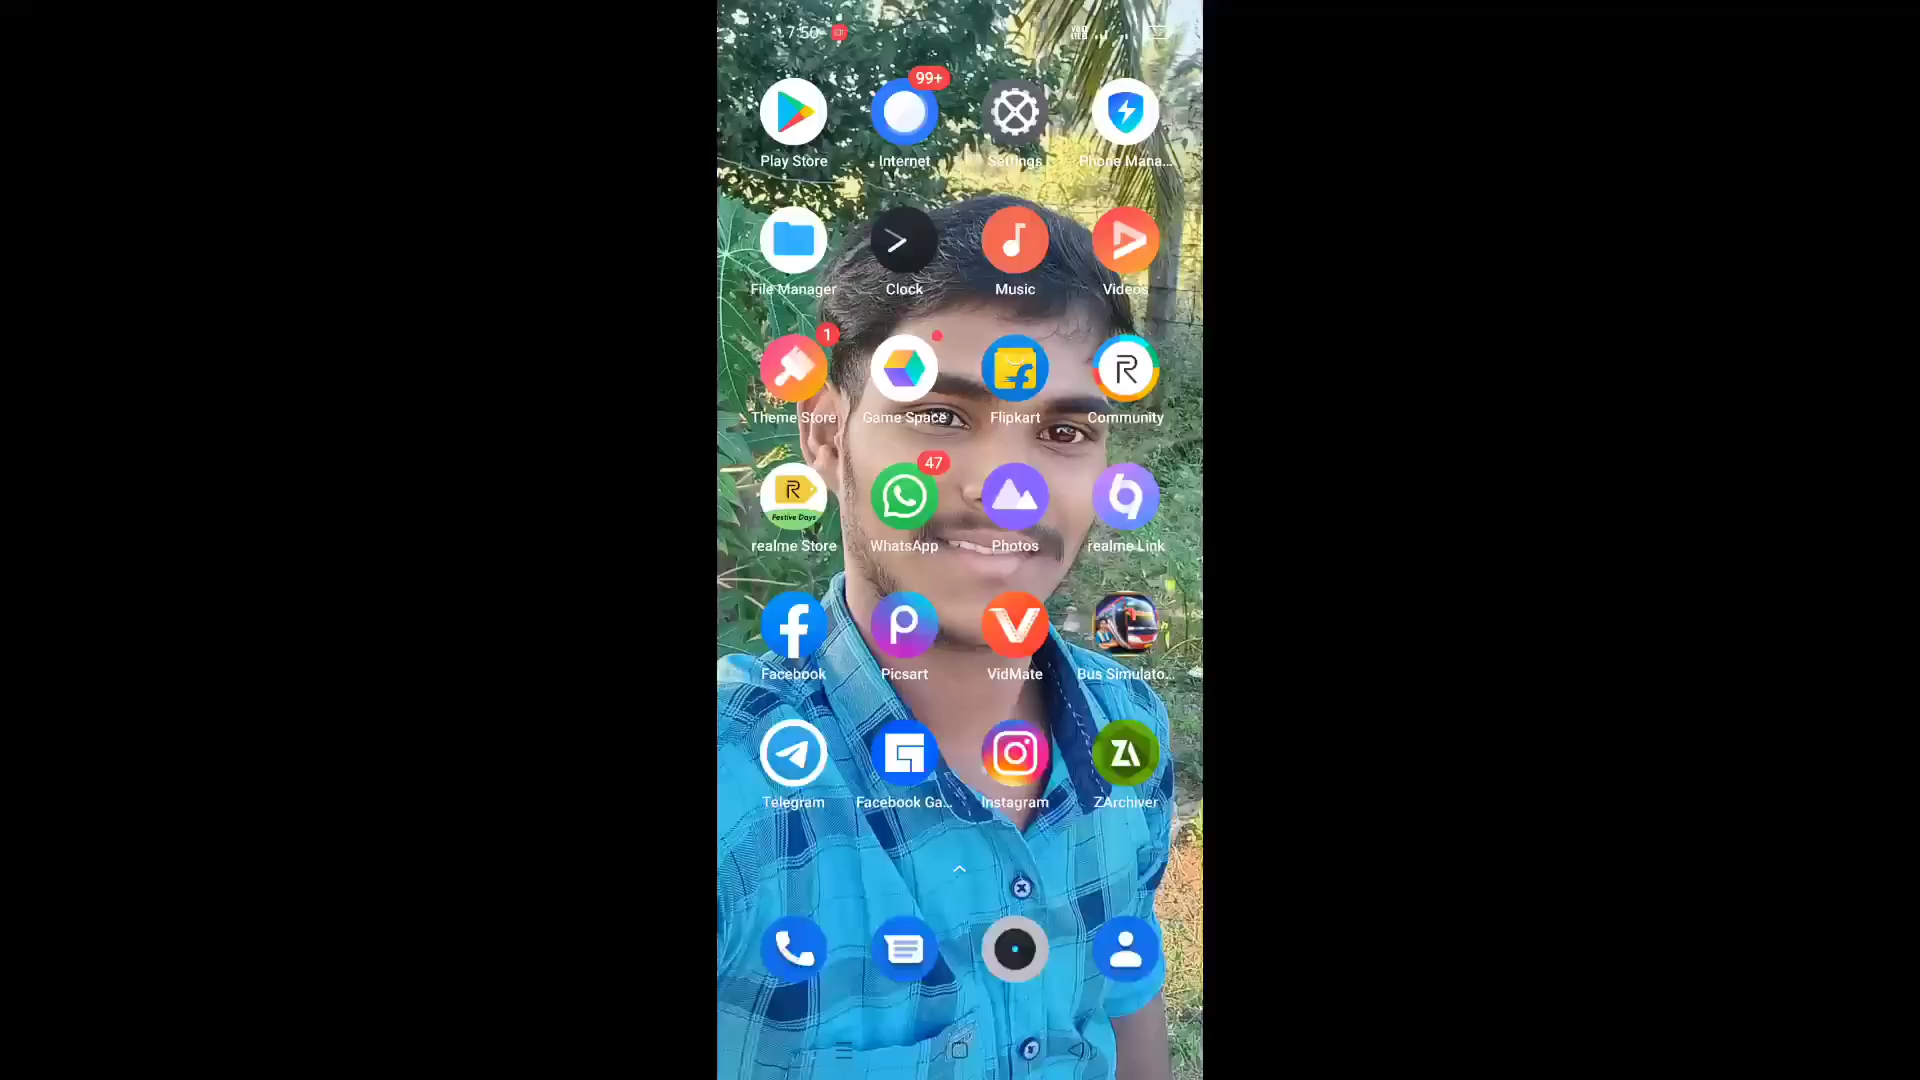 7:50
99+
Play Store
Internet
Settings
Phone Mana...
File Manager
Clock
Music
Videos
1
Theme Store
Game Space
Flipkart
Community
R
Festive Days
47
realme Store
WhatsApp
Photos
realme Link
Facebook
Picsart
VidMate
Bus Simulato...
ZA
Telegram
Facebook Ga...
Instagram
ZArchiver